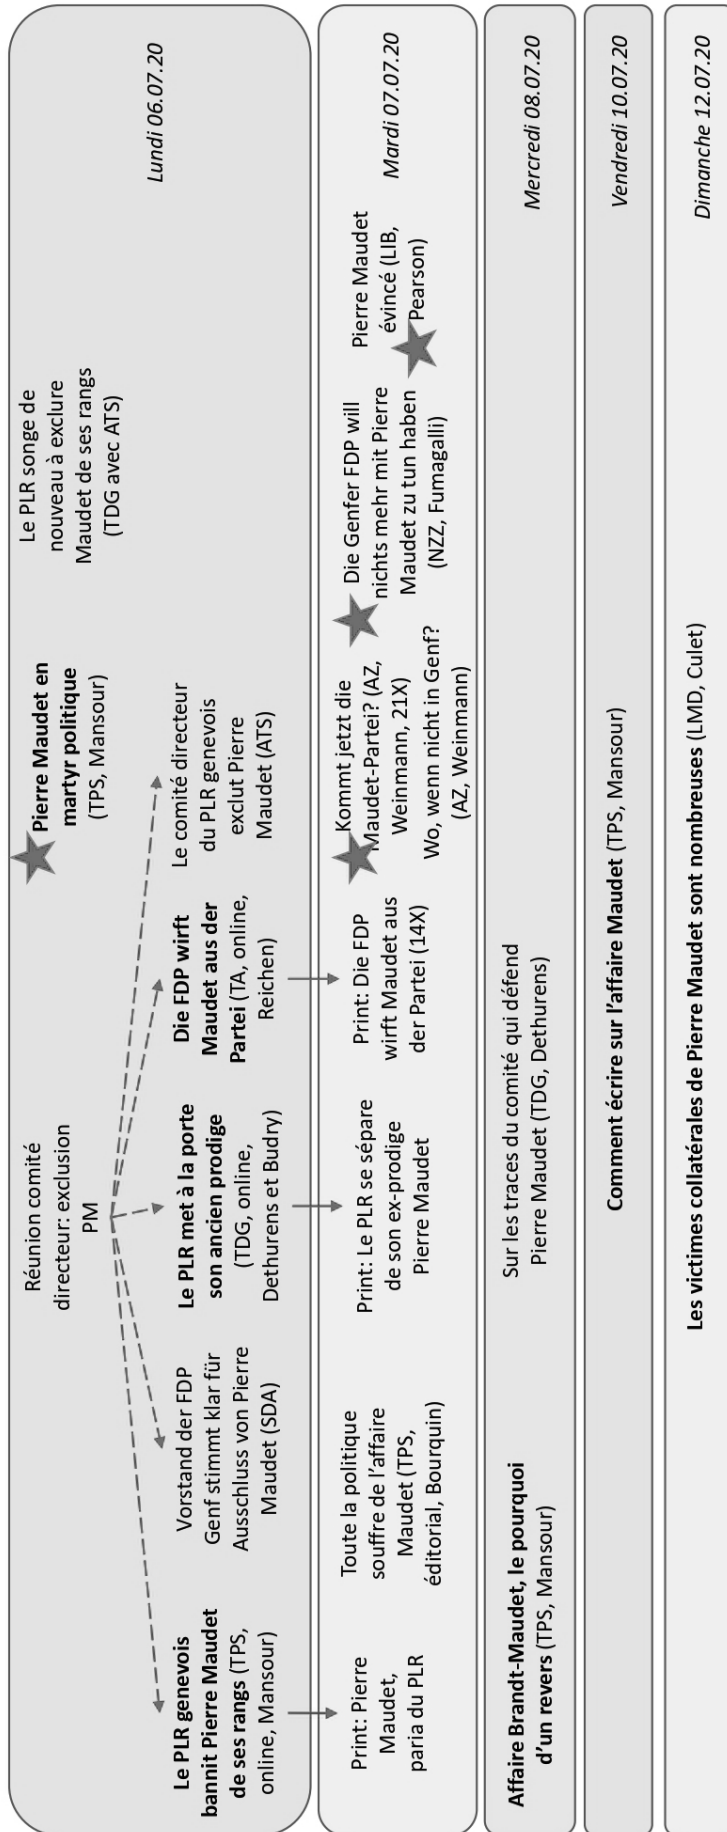 Lundi 06.07.20
Réunion comité
directeur: exclusion
PM
Pierre Maudet en
martyr politique
(TPS, Mansour)
Le PLR songe de
nouveau à exclure
Maudet de ses rangs
(TDG avec ATS)
Le PLR genevois
bannit Pierre Maudet
de ses rangs (TPS,
online, Mansour)
Vorstand der FDP
Genf stimmt klar für
Ausschluss von Pierre
Maudet (SDA)
Le PLR met à la porte
son ancien prodige
(TDG, online,
Dethurens et Budry)
Die FDP wirft
Maudet aus der
Partei (TA, online,
Reichen)
Le comité directeur
du PLR genevois
exclut Pierre
Maudet (ATS)
Mardi 07.07.20
Print: Pierre
Maudet,
paria du PLR
Toute la politique
souffre de l'affaire
Maudet (TPS,
éditorial, Bourquin)
Print: Le PLR se sépare
de son ex-prodige
Pierre Maudet
Print: Die FDP
wirft Maudet aus
der Partei (14X)
Kommt jetzt die
Maudet-Partei? (AZ,
Weinmann, 21X)
Wo, wenn nicht in Genf?
(AZ, Weinmann)
Die Genfer FDP will
nichts mehr mit Pierre
Maudet zu tun haben
(NZZ, Fumagalli)
Pierre Maudet
évincé (LIB,
Pearson)
Mercredi 08.07.20
Affaire Brandt-Maudet, le pourquoi
d'un revers (TPS, Mansour)
Sur les traces du comité qui défend
Pierre Maudet (TDG, Dethurens)
Vendredi 10.07.20
Comment écrire sur l'affaire Maudet (TPS, Mansour)
Dimanche 12.07.20
Les victimes collatérales de Pierre Maudet sont nombreuses (LMD, Culet)